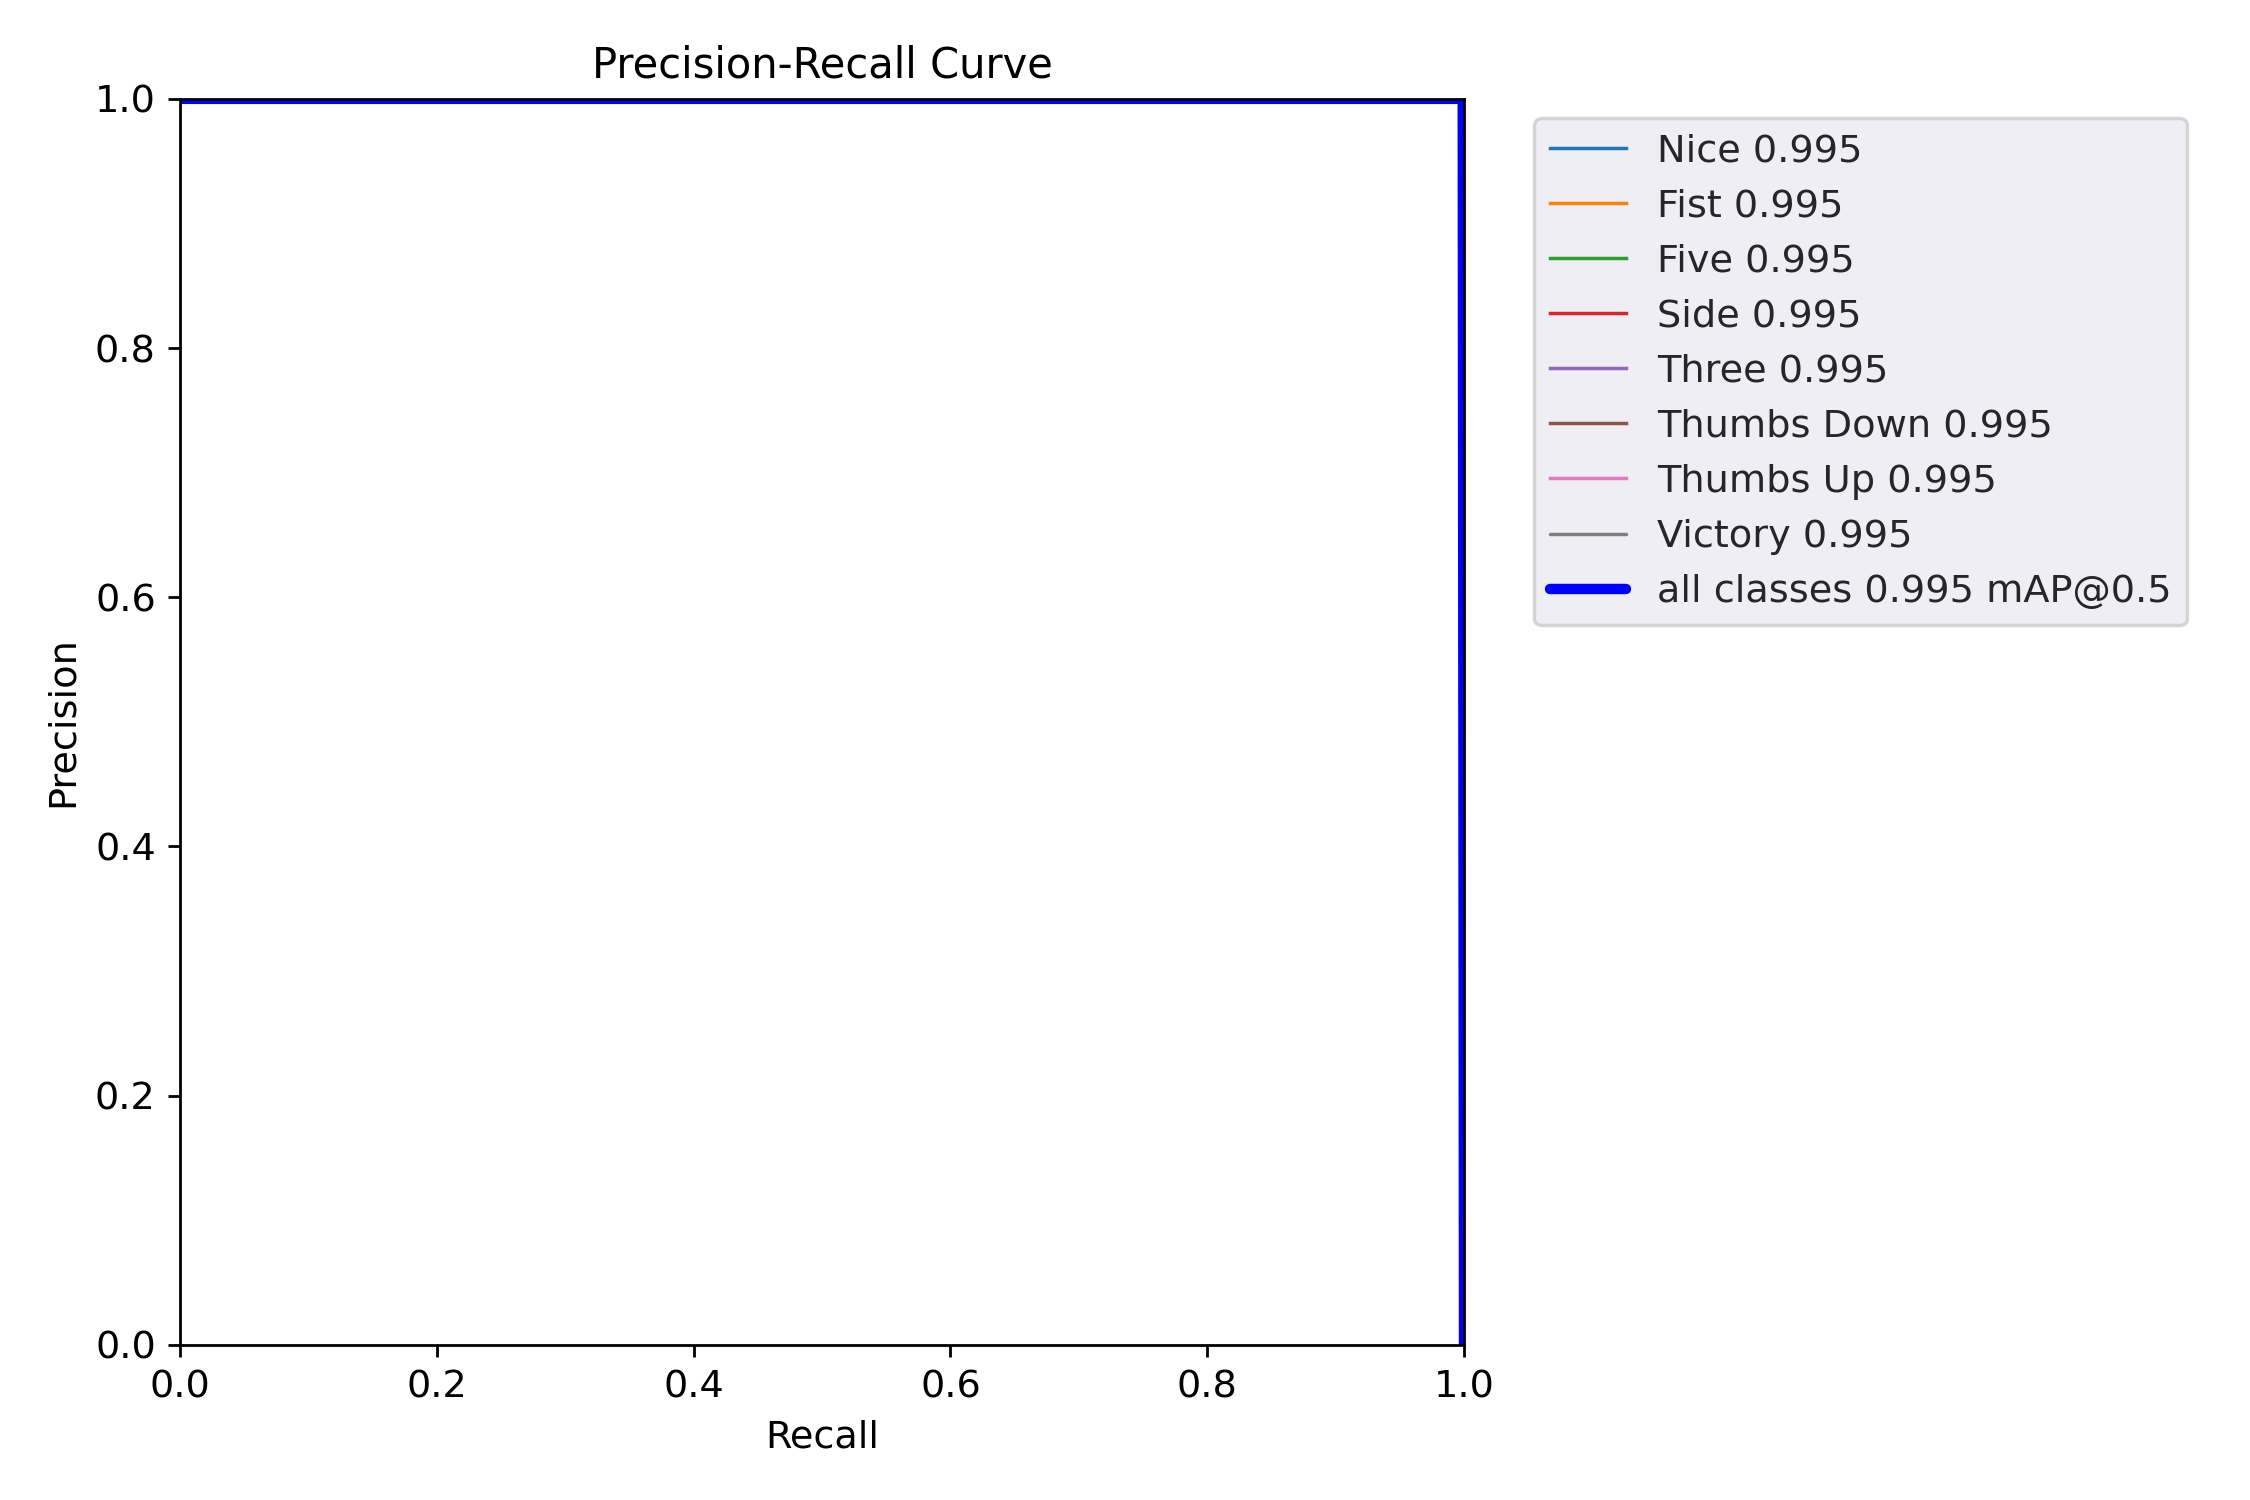 Precision-Recall Curve
1.0
0.8
0.6
0.4
0.2
0.0
Precision
0.0 0.2 0.4 0.6 0.8 1.0
Recall
Nice 0.995
Fist 0.995
Five 0.995
Side 0.995
Three 0.995
Thumbs Down 0.995
Thumbs Up 0.995
Victory 0.995
all classes 0.995 mAP@0.5